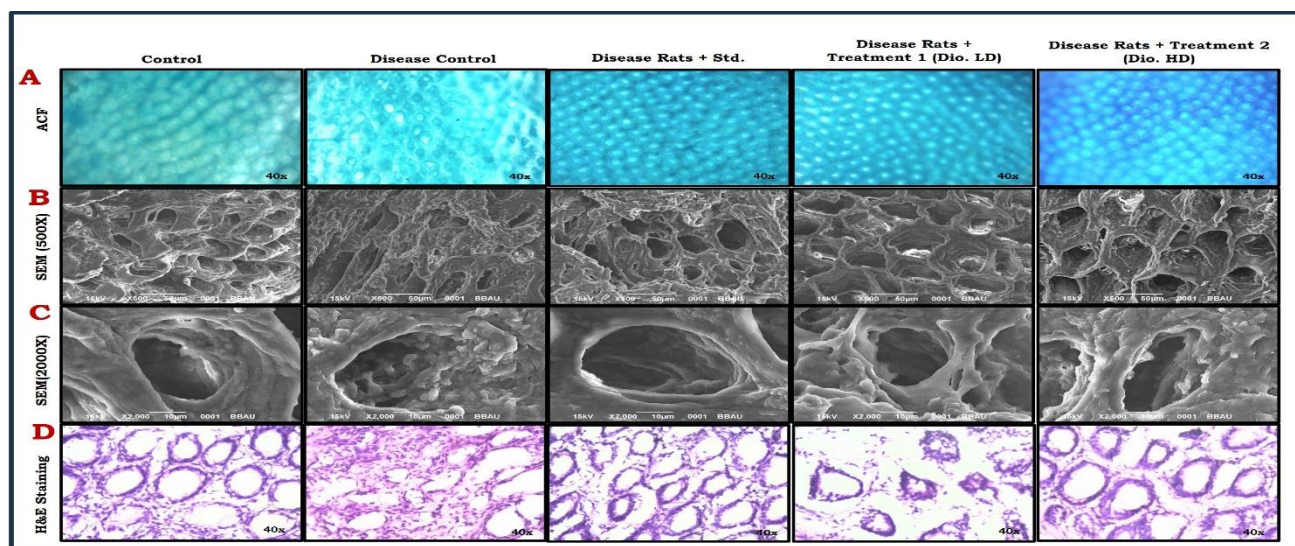 Control
Disease Control
Disease Rats + Std.
Disease Rats +
Treatment 1 (Dio. LD)
Disease Rats + Treatment 2
(Dio. HD)
A
ACF
40x
40x
40x
40x
40x
B
SEM (500X)
15kV X500 50µm 0001 BBAU
15kV X500 50µm 0001 BBAU
15kV X500 50µm 0001 BBAU
15kV X500 50µm 0001 BBAU
15kV X500 50µm 0001 BBAU
C
SEM(2000X)
15kV X2,000 10µm 0001 BBAU
15kV X2,000 10µm 0001 BBAU
15kV X2,000 10µm 0001 BBAU
15kV X2,000 10µm 0001 BBAU
15kV X2,000 10µm 0001 BBAU
D
H&E Staining
40x
40x
40x
40x
40x